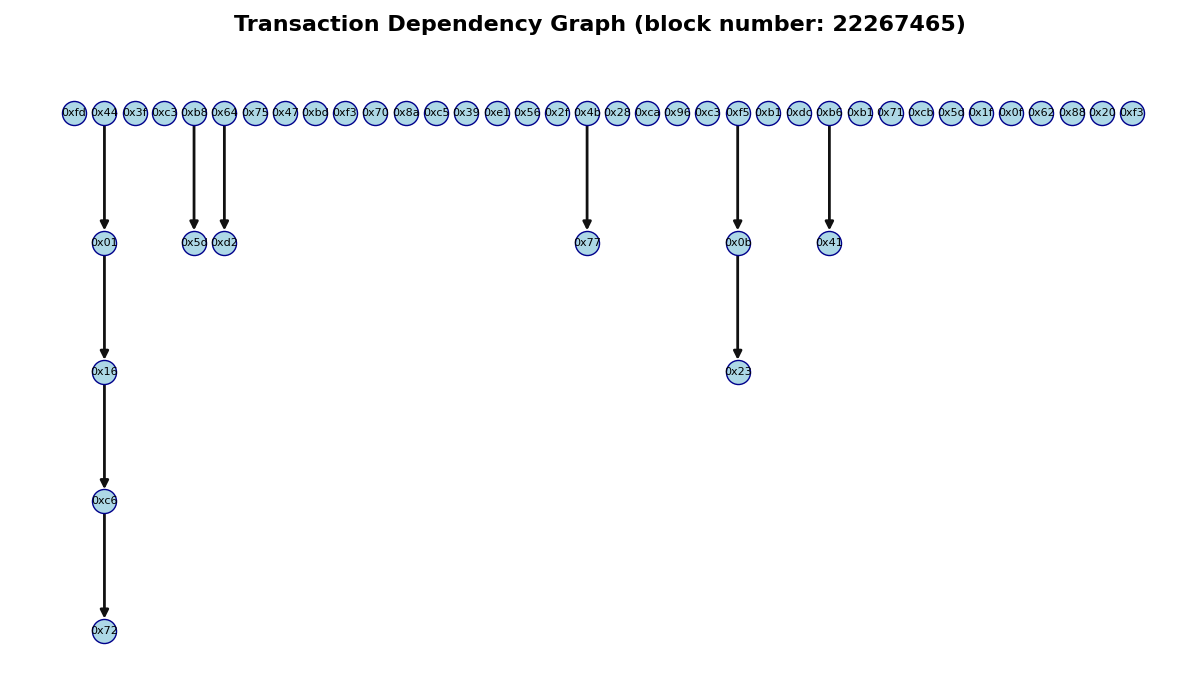 Transaction Dependency Graph (block number: 22267465)
0xfd 0x44 0x3f 0xc3 0xb8 0x64 0x75 0x47 0xbd 0xf3 0x70 0x8a 0xc5 0x39 0xe1 0x56 0x2f 0x4b 0x28 0xca 0x96 0xc3 0xf5 0xb1 0xdc 0xb6 0xb1 0x71 0xcb 0x5d 0x1f 0x0f 0x62 0x88 0x20 0xf3
0x01 0x5d 0xd2 0x77 0x0b 0x41
0x16 0x23
0xc6
0x72